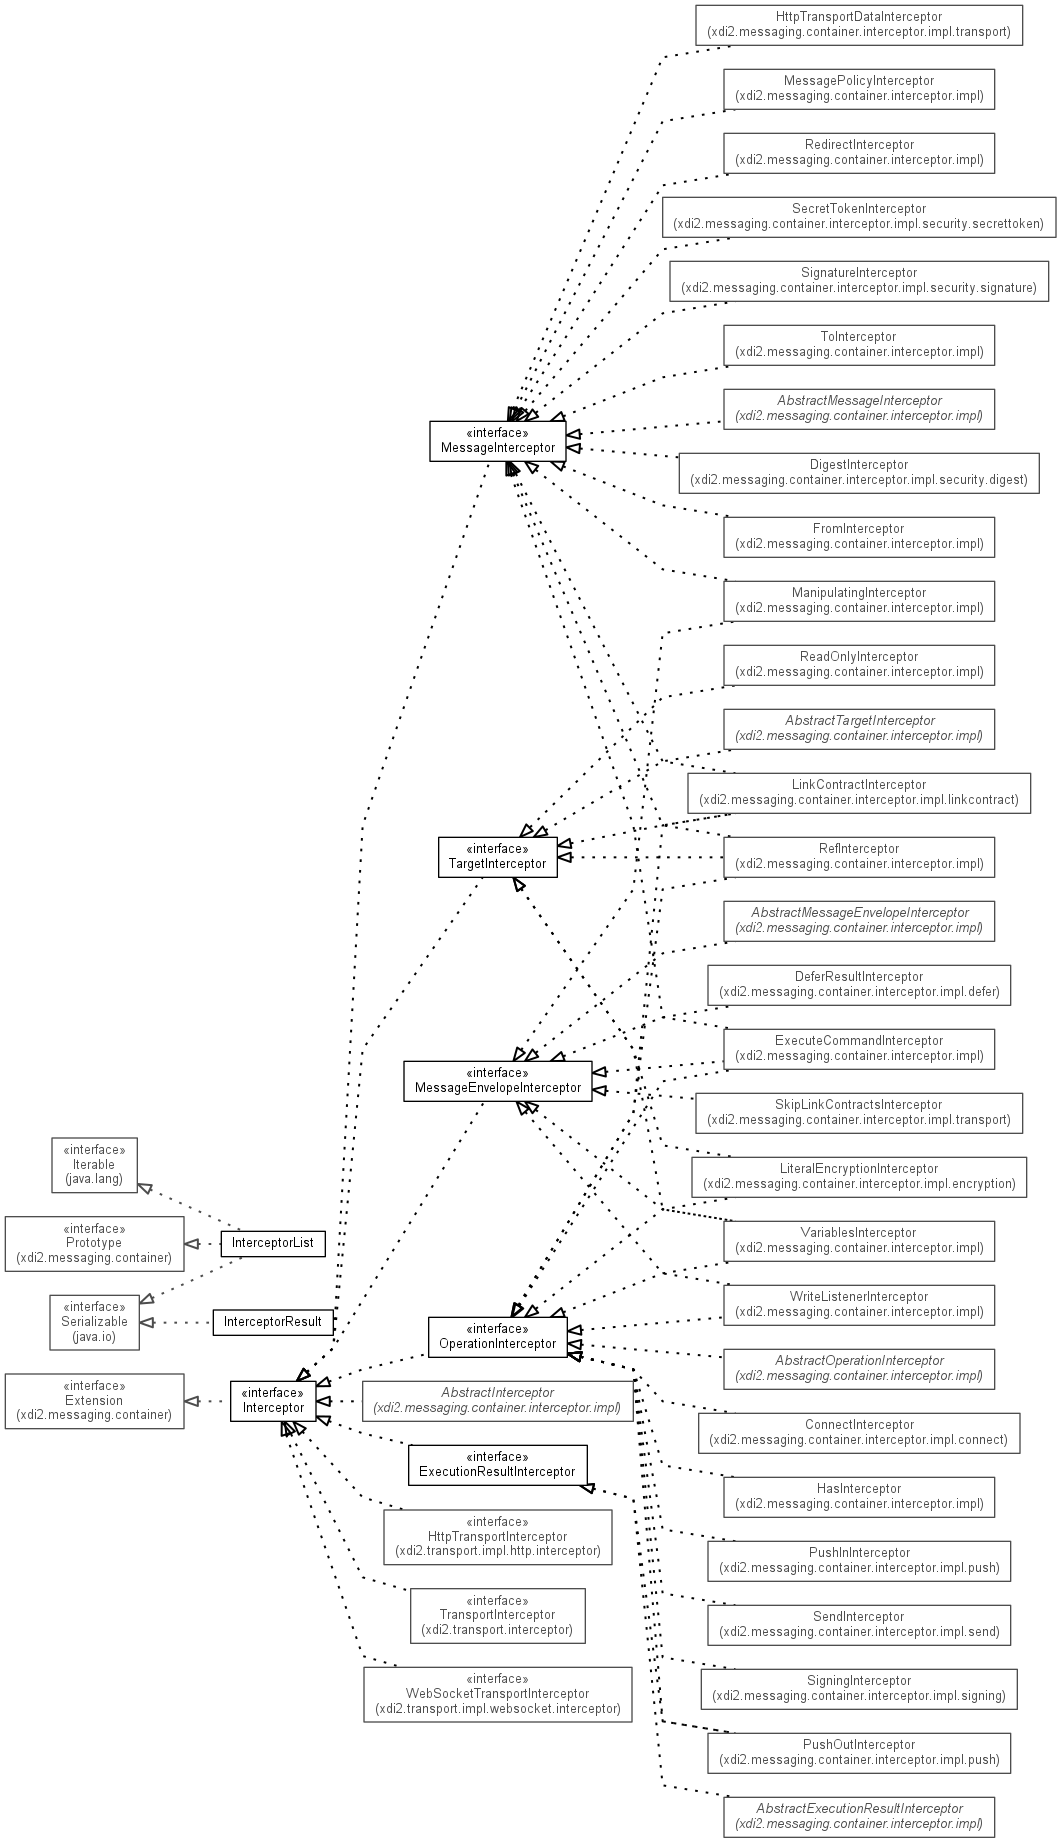 HttpTransportDataInterceptor
(xdi2.messaging.container.interceptor.impl.transport)
MessagePolicyInterceptor
(xdi2.messaging.container.interceptor.impl)
RedirectInterceptor
(xdi2.messaging.container.interceptor.impl)
SecretTokenInterceptor
(xdi2.messaging.container.interceptor.impl.security.secrettoken)
SignatureInterceptor
(xdi2.messaging.container.interceptor.impl.security.signature)
ToInterceptor
(xdi2.messaging.container.interceptor.impl)
AbstractMessageInterceptor
(xdi2.messaging.container.interceptor.impl)
«interface»
MessageInterceptor
DigestInterceptor
(xdi2.messaging.container.interceptor.impl.security.digest)
FromInterceptor
(xdi2.messaging.container.interceptor.impl)
ManipulatingInterceptor
(xdi2.messaging.container.interceptor.impl)
ReadOnlyInterceptor
(xdi2.messaging.container.interceptor.impl)
AbstractTargetInterceptor
(xdi2.messaging.container.interceptor.impl)
LinkContractInterceptor
(xdi2.messaging.container.interceptor.impl.linkcontract)
«interface»
TargetInterceptor
RefInterceptor
(xdi2.messaging.container.interceptor.impl)
AbstractMessageEnvelopeInterceptor
(xdi2.messaging.container.interceptor.impl)
DeferResultInterceptor
(xdi2.messaging.container.interceptor.impl.defer)
ExecuteCommandInterceptor
(xdi2.messaging.container.interceptor.impl)
«interface»
MessageEnvelopeInterceptor
SkipLinkContractsInterceptor
(xdi2.messaging.container.interceptor.impl.transport)
«interface»
Iterable
(java.lang)
LiteralEncryptionInterceptor
(xdi2.messaging.container.interceptor.impl.encryption)
«interface»
Prototype
(xdi2.messaging.container)
InterceptorList
VariablesInterceptor
(xdi2.messaging.container.interceptor.impl)
«interface»
Serializable
(java.io)
InterceptorResult
WriteListenerInterceptor
(xdi2.messaging.container.interceptor.impl)
«interface»
OperationInterceptor
AbstractOperationInterceptor
(xdi2.messaging.container.interceptor.impl)
«interface»
Extension
(xdi2.messaging.container)
«interface»
Interceptor
AbstractInterceptor
(xdi2.messaging.container.interceptor.impl)
ConnectInterceptor
(xdi2.messaging.container.interceptor.impl.connect)
«interface»
ExecutionResultInterceptor
HasInterceptor
(xdi2.messaging.container.interceptor.impl)
«interface»
HttpTransportInterceptor
(xdi2.transport.impl.http.interceptor)
PushInInterceptor
(xdi2.messaging.container.interceptor.impl.push)
«interface»
TransportInterceptor
(xdi2.transport.interceptor)
SendInterceptor
(xdi2.messaging.container.interceptor.impl.send)
«interface»
WebSocketTransportInterceptor
(xdi2.transport.impl.websocket.interceptor)
SigningInterceptor
(xdi2.messaging.container.interceptor.impl.signing)
PushOutInterceptor
(xdi2.messaging.container.interceptor.impl.push)
AbstractExecutionResultInterceptor
(xdi2.messaging.container.interceptor.impl)